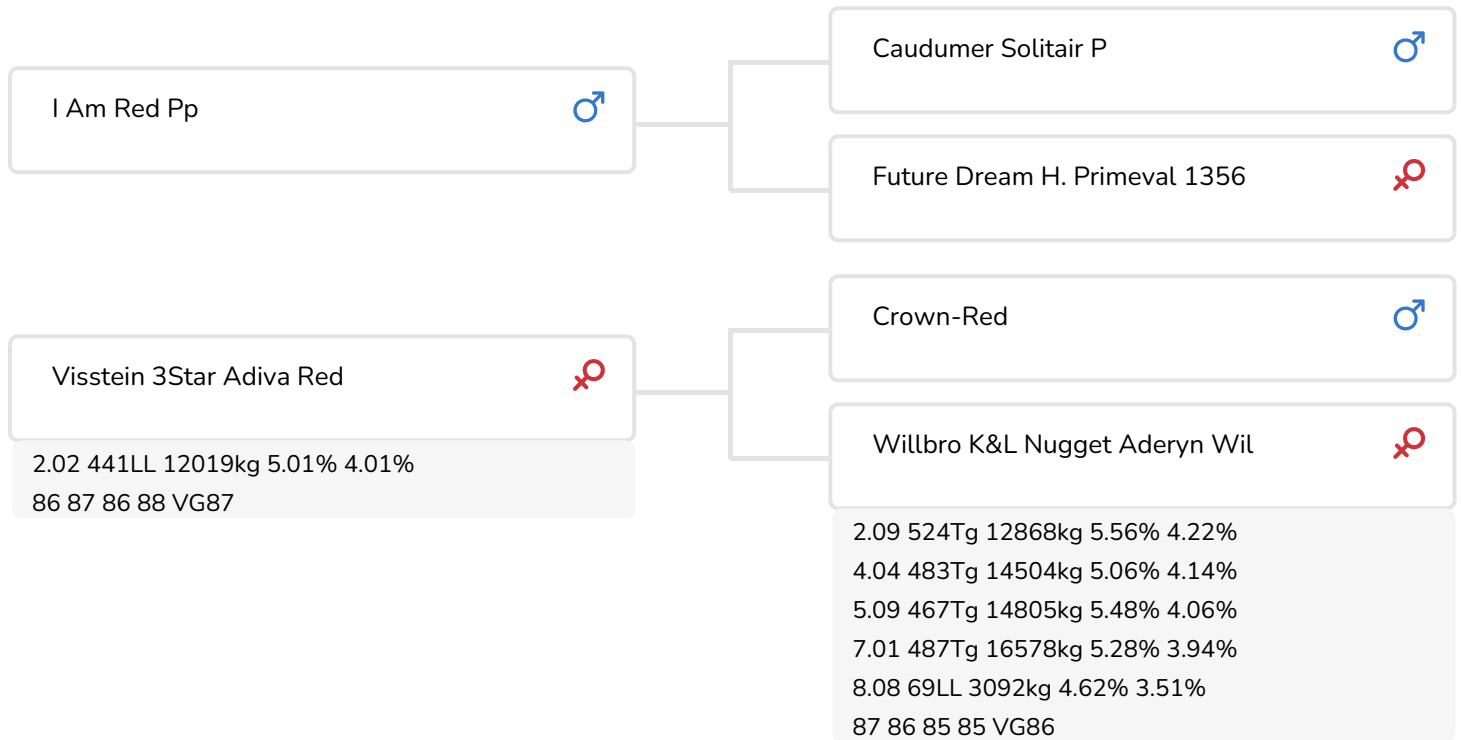 I Am Red Pp
Caudumer Solitair P
Future Dream H. Primeval 1356
Visstein 3Star Adiva Red
2.02 441LL 12019kg 5.01% 4.01%
86 87 86 88 VG87
Crown-Red
Willbro K&L Nugget Aderyn Wil
2.09 524Tg 12868kg 5.56% 4.22%
4.04 483Tg 14504kg 5.06% 4.14%
5.09 467Tg 14805kg 5.48% 4.06%
7.01 487Tg 16578kg 5.28% 3.94%
8.08 69LL 3092kg 4.62% 3.51%
87 86 85 85 VG86